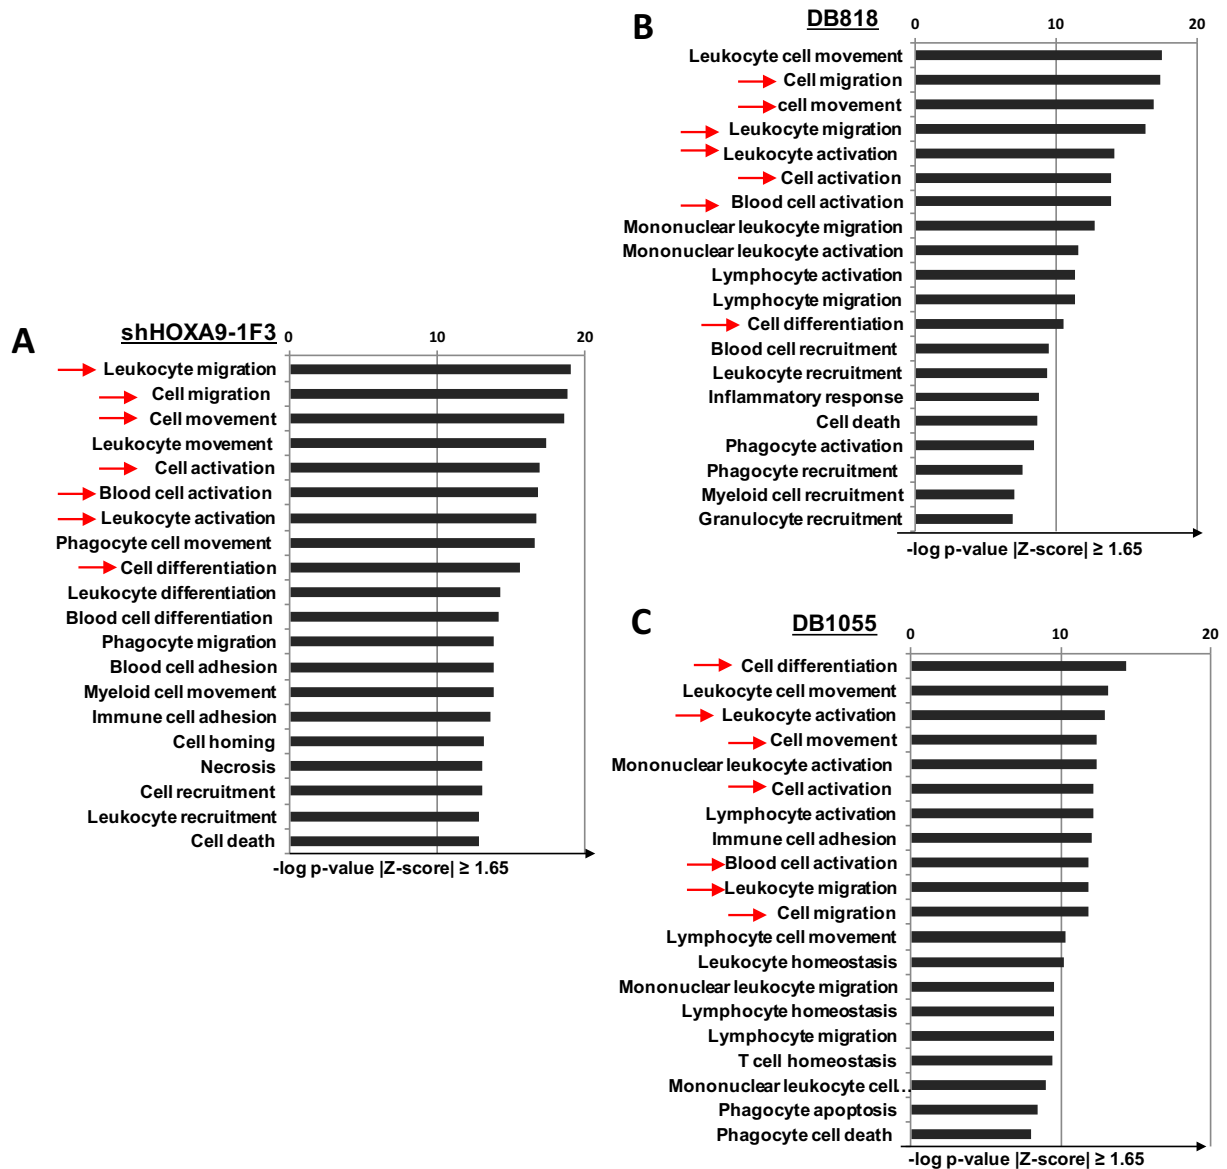 A
shHOXA9-1F3
0 10 20
Leukocyte migration
Cell migration
Cell movement
Leukocyte movement
Cell activation
Blood cell activation
Leukocyte activation
Phagocyte cell movement
Cell differentiation
Leukocyte differentiation
Blood cell differentiation
Phagocyte migration
Blood cell adhesion
Myeloid cell movement
Immune cell adhesion
Cell homing
Necrosis
Cell recruitment
Leukocyte recruitment
Cell death
-log p-value |Z-score| ≥ 1.65
B
DB818
0 10 20
Leukocyte cell movement
Cell migration
cell movement
Leukocyte migration
Leukocyte activation
Cell activation
Blood cell activation
Mononuclear leukocyte migration
Mononuclear leukocyte activation
Lymphocyte activation
Lymphocyte migration
Cell differentiation
Blood cell recruitment
Leukocyte recruitment
Inflammatory response
Cell death
Phagocyte activation
Phagocyte recruitment
Myeloid cell recruitment
Granulocyte recruitment
-log p-value |Z-score| ≥ 1.65
C
DB1055
0 10 20
Cell differentiation
Leukocyte cell movement
Leukocyte activation
Cell movement
Mononuclear leukocyte activation
Cell activation
Lymphocyte activation
Immune cell adhesion
Blood cell activation
Leukocyte migration
Cell migration
Lymphocyte cell movement
Leukocyte homeostasis
Mononuclear leukocyte migration
Lymphocyte homeostasis
Lymphocyte migration
T cell homeostasis
Mononuclear leukocyte cell...
Phagocyte apoptosis
Phagocyte cell death
-log p-value |Z-score| ≥ 1.65